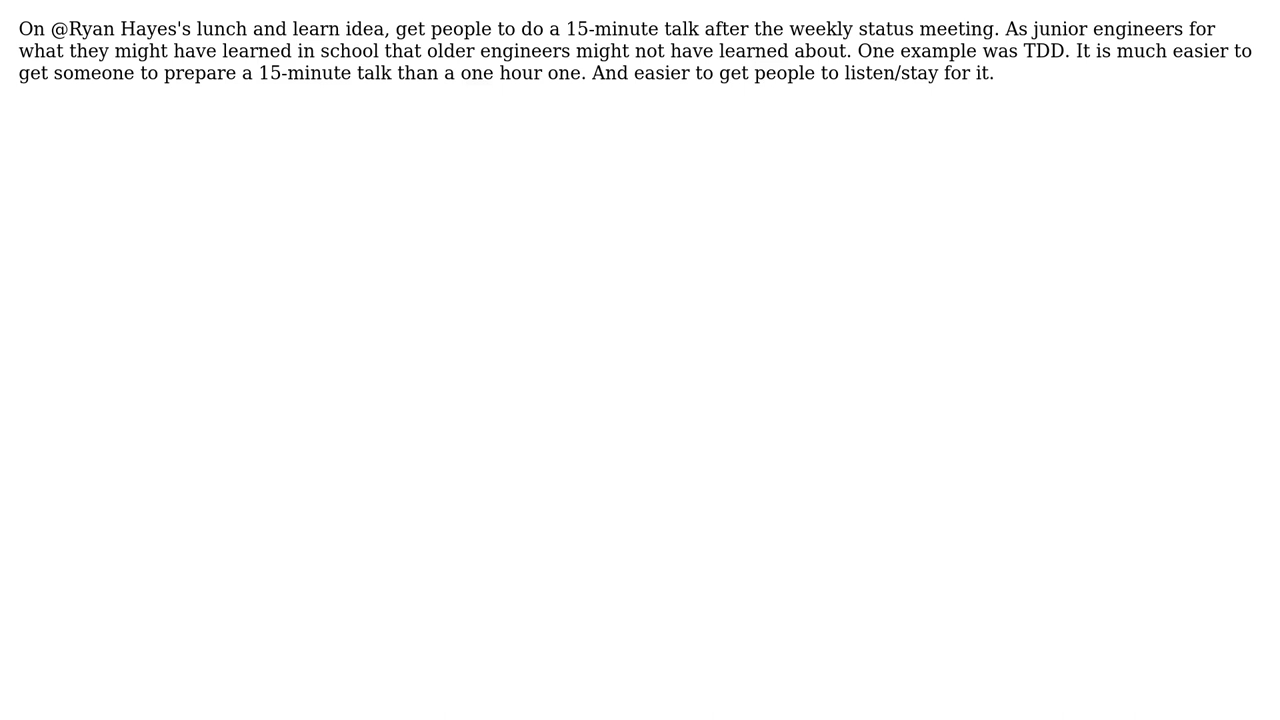 On @Ryan Hayes's lunch and learn idea, get people to do a 15-minute talk after the weekly status meeting. As junior engineers for
what they might have learned in school that older engineers might not have learned about. One example was TDD. It is much easier to
get someone to prepare a 15-minute talk than a one hour one. And easier to get people to listen/stay for it.